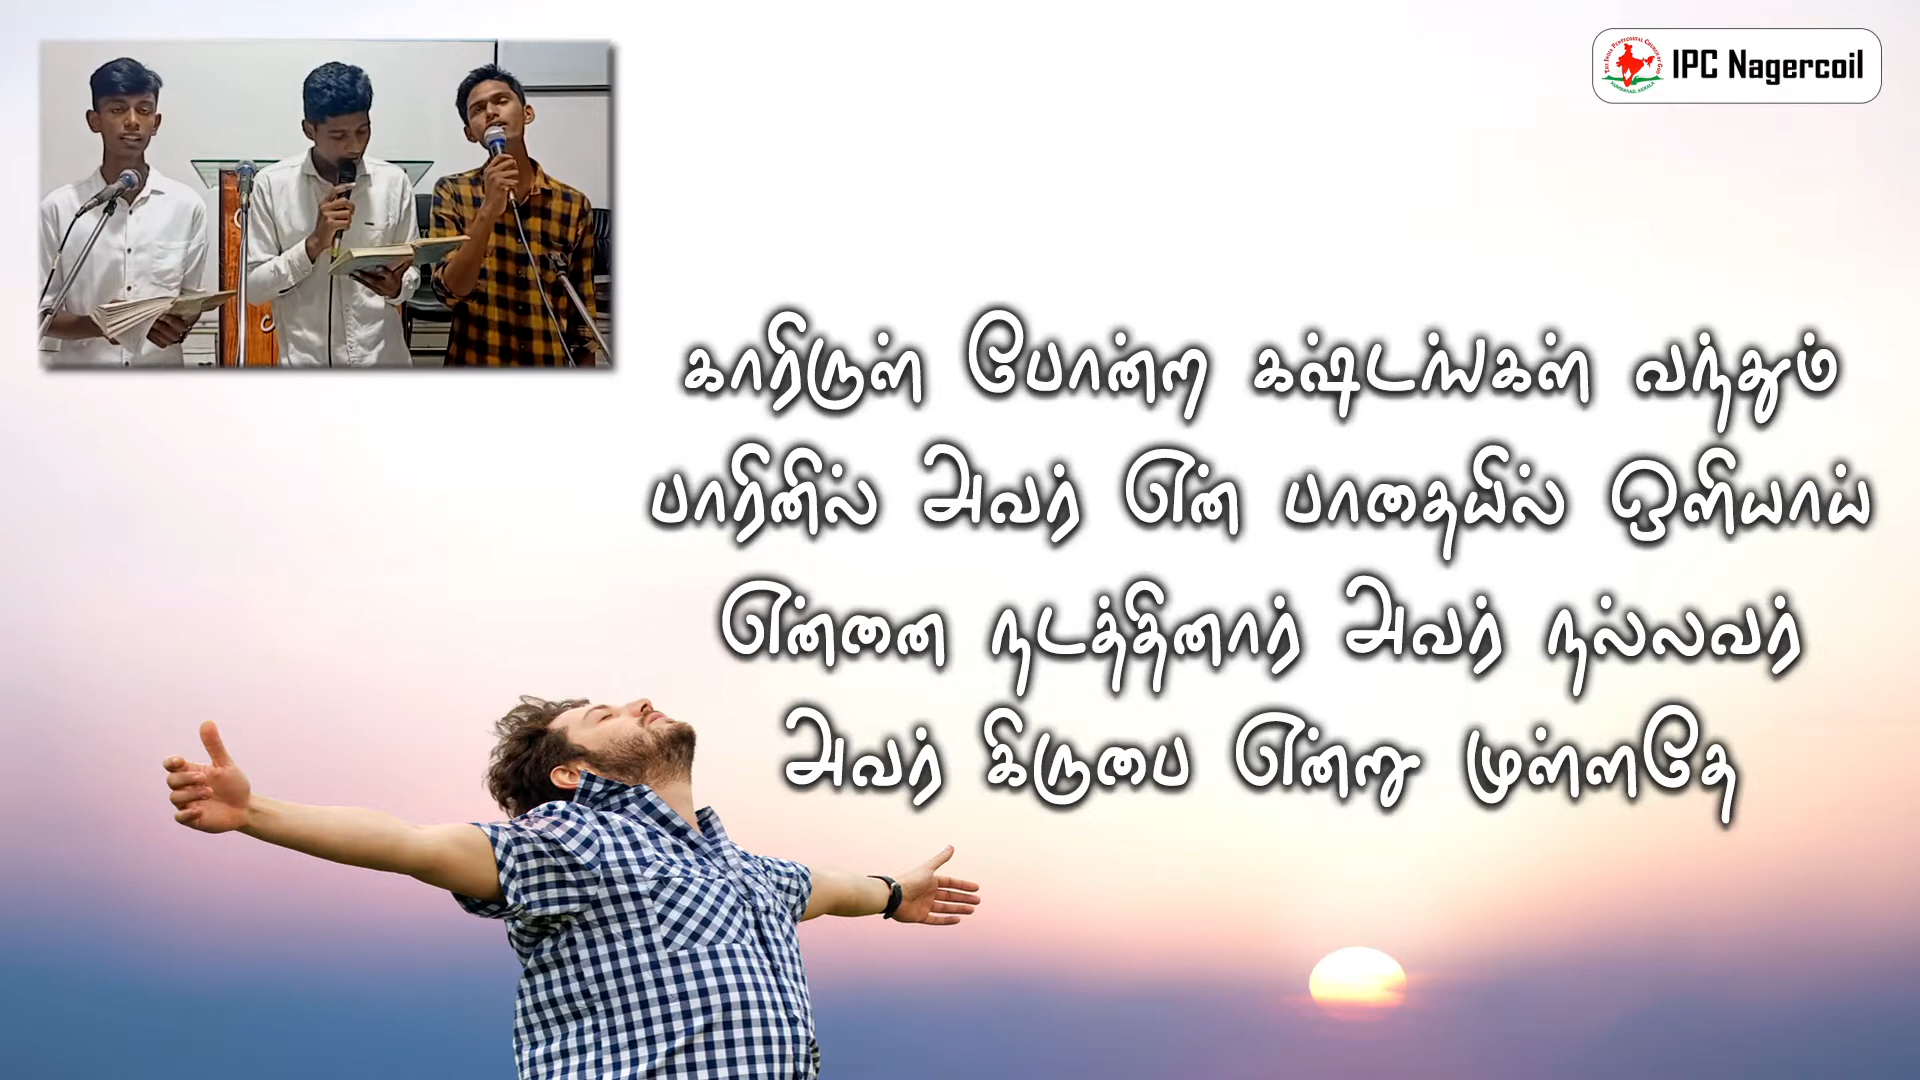 IPC Nagercoil
காரிருள் போன்ற கஷ்டங்கள் வந்தும்
பாரினில் அவர் என் பாதையில் ஒளியாய்
என்னை நடத்தினார் அவர் நல்லவர்
அவர் கிருபை என்று முள்ளதே